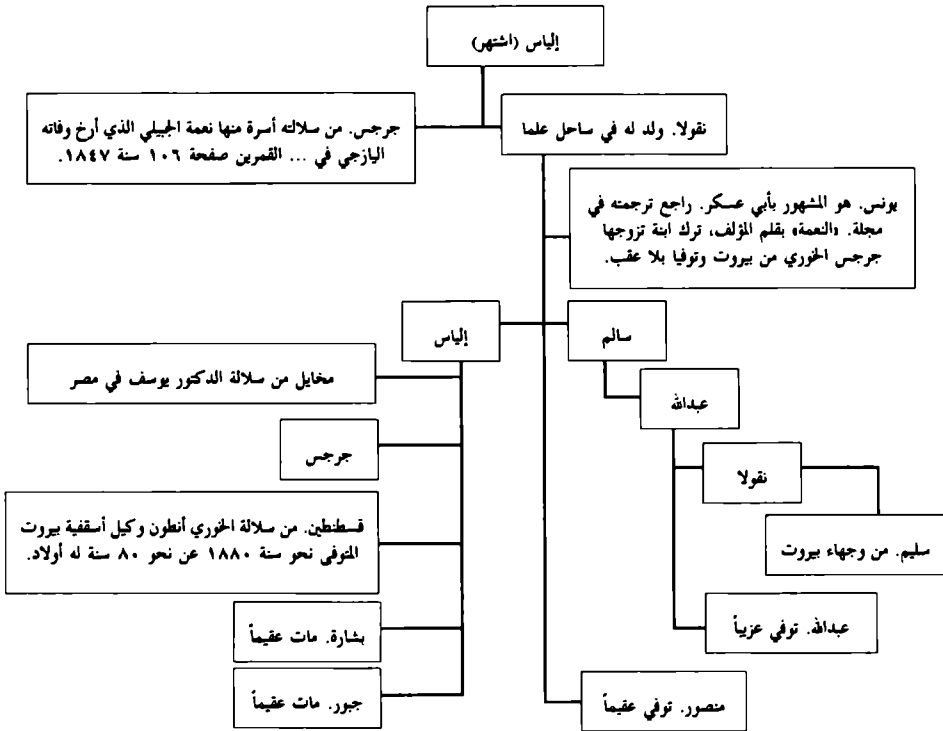 إلياس (اشتهر)
جرجس. من سلالته أسرة منها نعمة الجبيلي الذي أرخ وفاته
اليازجي في ... القمرين صفحة ١٠٦ سنة ١٨٤٧.
نقولا. ولد له في ساحل علما
يونس. هو المشهور بأبي عسكر. راجع ترجمته في
مجلة. «النعمة» بقلم المؤلف، ترك ابنة تزوجها
جرجس الخوري من بيروت وتوفيا بلا عقب.
سالم
إلياس
عبدالله
مخايل من سلالة الدكتور يوسف في مصر
جرجس
نقولا
قسطنطين. من سلالة الخوري أنطون وكيل أسقفية بيروت
المتوفى نحو سنة ١٨٨٠ عن نحو ٨٠ سنة له أولاد.
سليم. من وجهاء بيروت
عبدالله. توفي عزيباً
بشارة. مات عقيماً
جبور. مات عقيماً
منصور. توفي عقيماً